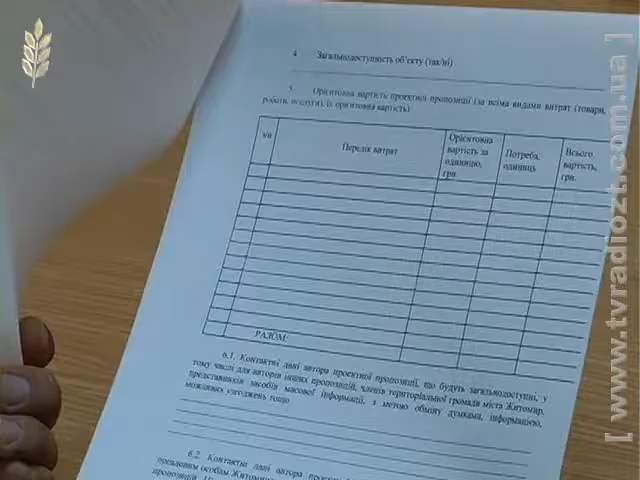 4 Загальнодоступність об'єкту (так/ні)
5. Орієнтовна вартість проектної пропозиції (за всіма видами витрат (товари,
роботи, послуги), їх орієнтовна вартість)
Перелік витрат
Орієнтовна
вартість за
одиницю,
грн.
Потреба,
одиниць
Всього
вартість,
грн.
РАЗОМ:
6.1. Контактні дані автора проектної пропозиції, що будуть загальнодоступні, у
тому числі для авторів інших пропозицій, членів територіальної громади міста Житомир,
представників засобів масової інформації, з метою обміну думками, інформацією,
можливих узгоджень тощо
6.2. Контактні дані автора
посадовим особам
пропозиції
[ www.tvradiozt.com.ua ]